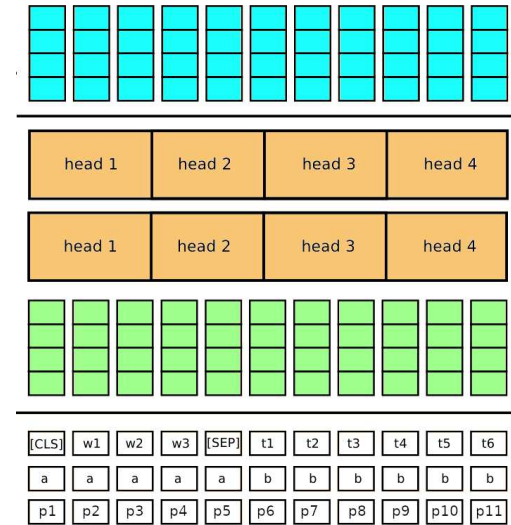 head 1 head 2 head 3 head 4
head 1 head 2 head 3 head 4
[CLS] w1 w2 w3 [SEP] t1 t2 t3 t4 t5 t6
a a a a a b b b b b b
p1 p2 p3 p4 p5 p6 p7 p8 p9 p10 p11